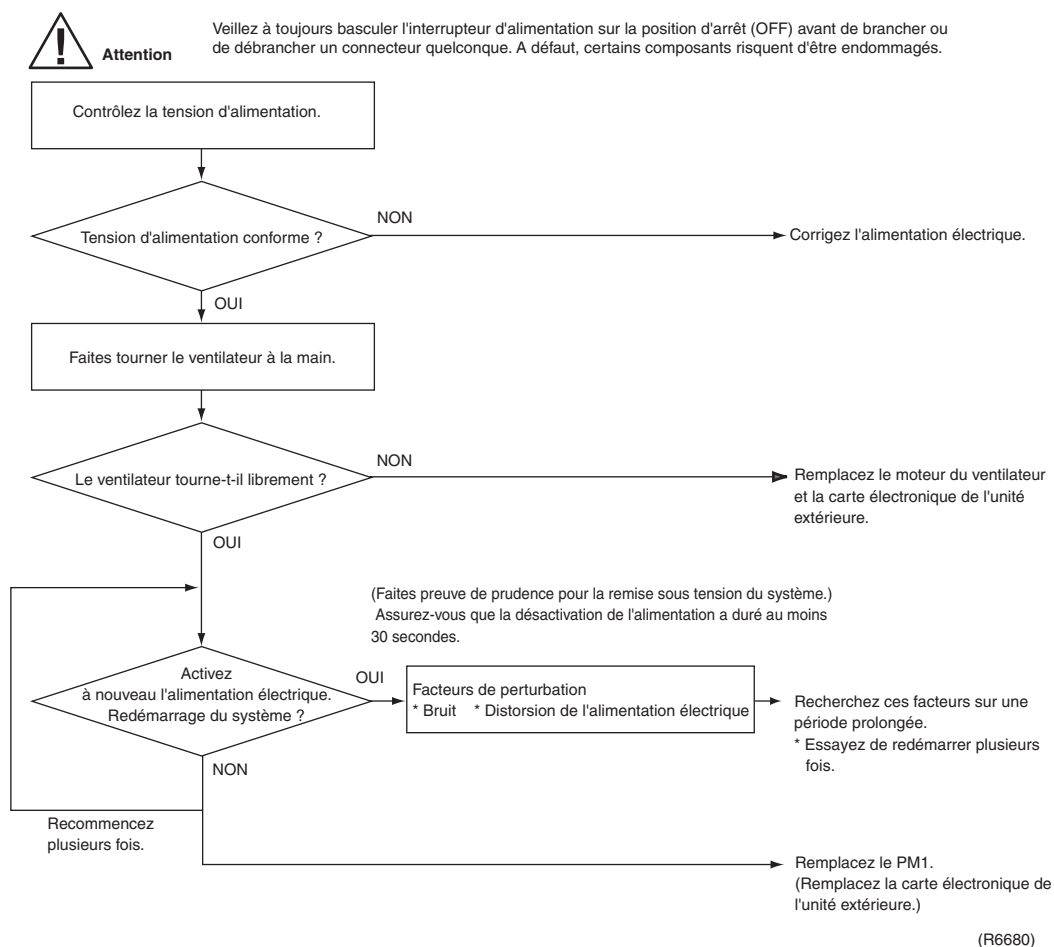 Veillez à toujours basculer l'interrupteur d'alimentation sur la position d'arrêt (OFF) avant de brancher ou
de débrancher un connecteur quelconque. A défaut, certains composants risquent d'être endommagés.
!
Attention
Contrôlez la tension d'alimentation.
Tension d'alimentation conforme ?
NON
Corrigez l'alimentation électrique.
OUI
Faites tourner le ventilateur à la main.
Le ventilateur tourne-t-il librement ?
NON
Remplacez le moteur du ventilateur
et la carte électronique de l'unité
extérieure.
OUI
(Faites preuve de prudence pour la remise sous tension du système.)
Assurez-vous que la désactivation de l'alimentation a duré au moins
30 secondes.
Activez
à nouveau l'alimentation électrique.
Redémarrage du système ?
OUI
Facteurs de perturbation
* Bruit * Distorsion de l'alimentation électrique
Recherchez ces facteurs sur une
période prolongée.
* Essayez de redémarrer plusieurs
fois.
NON
Recommencez
plusieurs fois.
Remplacez le PM1.
(Remplacez la carte électronique de
l'unité extérieure.)
(R6680)